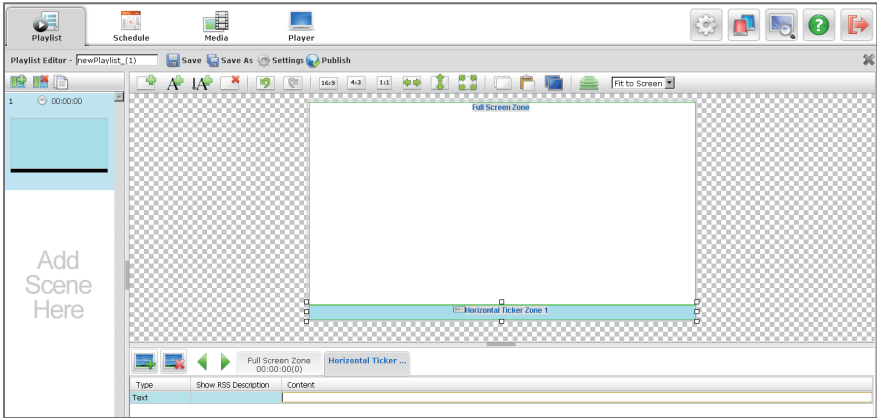 Playlist
Schedule
Media
Player
Playlist Editor - newPlaylist_(1) Save Save As Settings Publish
A IA 16:9 4:3 1:1 Fit to Screen
1 00:00:00
Full Screen Zone
Add
Scene
Here
Horizontal Ticker Zone 1
Full Screen Zone
00:00:00(0)
Horizontal Ticker ...
Type Show RSS Description Content
Text